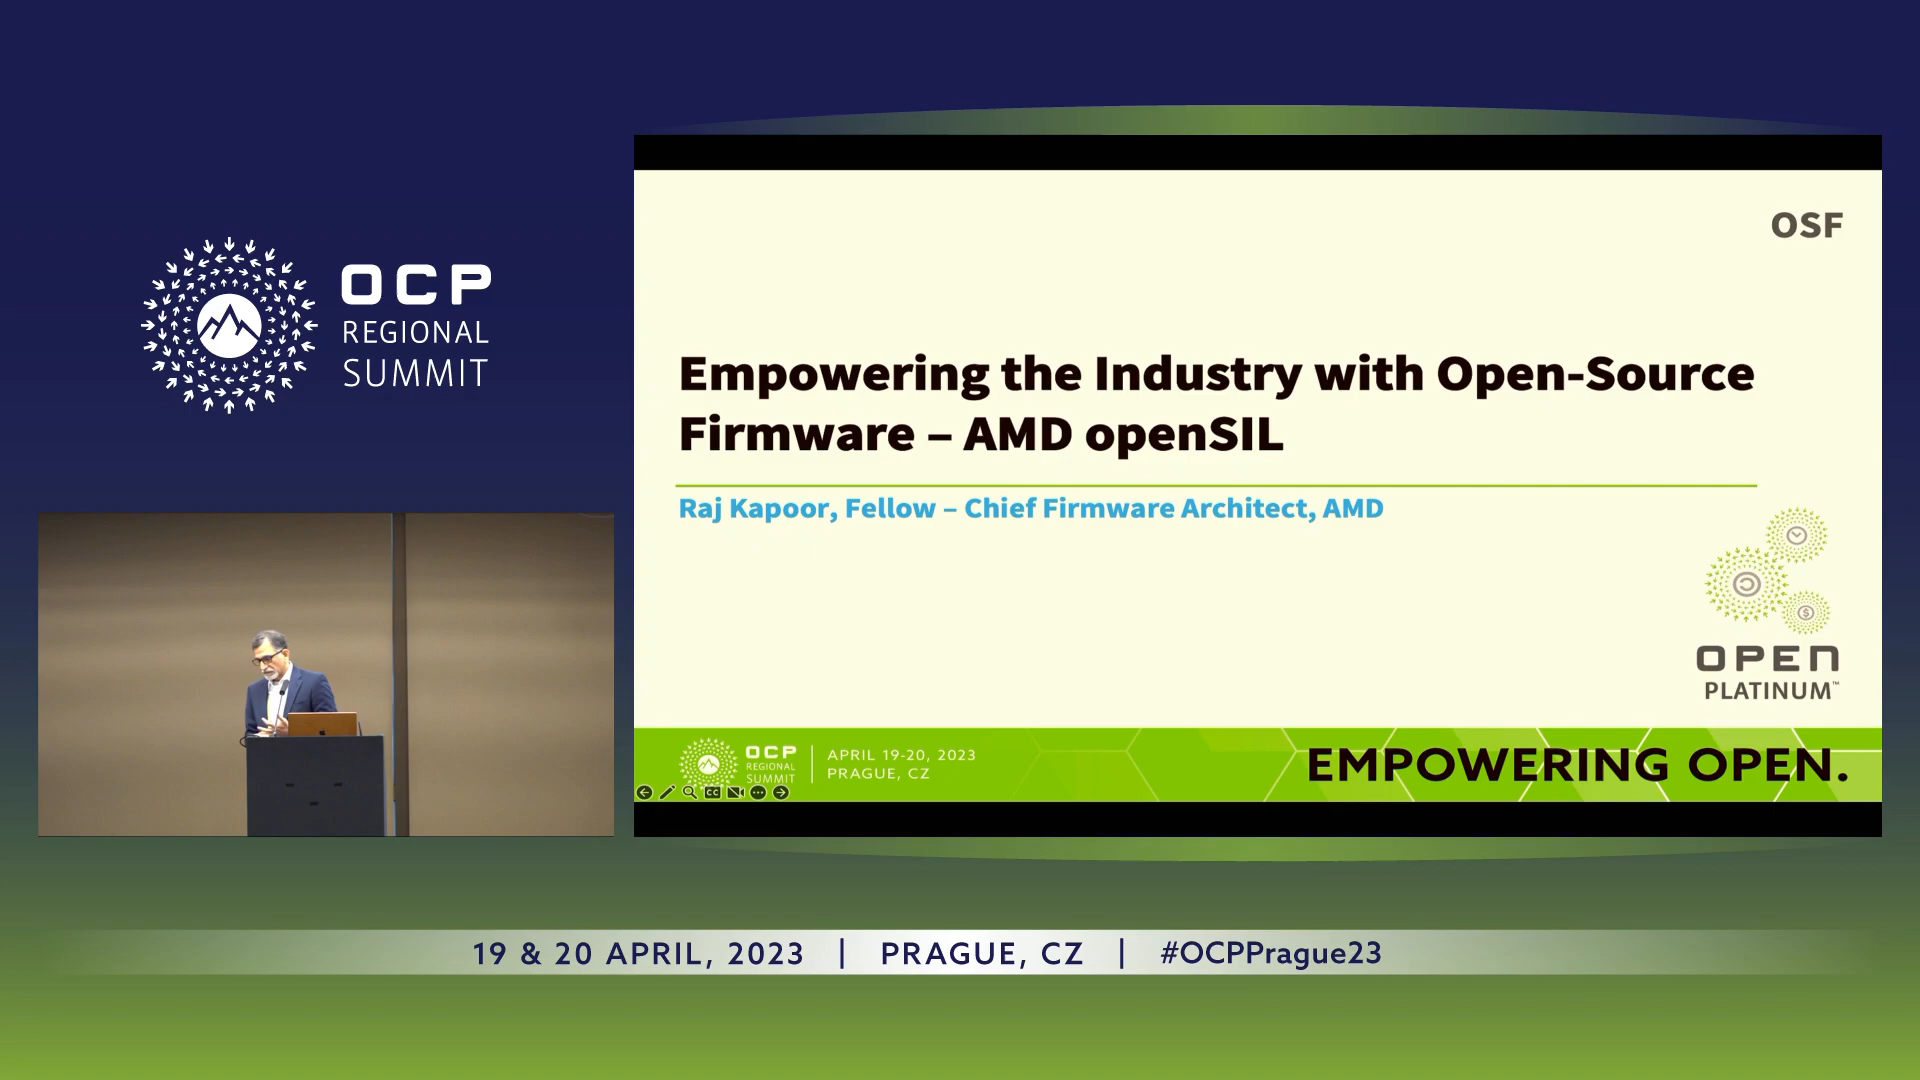 OCP
REGIONAL
SUMMIT
OSF
Empowering the Industry with Open-Source
Firmware – AMD openSIL
Raj Kapoor, Fellow – Chief Firmware Architect, AMD
OPEN
PLATINUM™
OCP
REGIONAL
SUMMIT
APRIL 19-20, 2023
PRAGUE, CZ
EMPOWERING OPEN.
CC
19 & 20 APRIL, 2023 | PRAGUE, CZ | #OCPPrague23